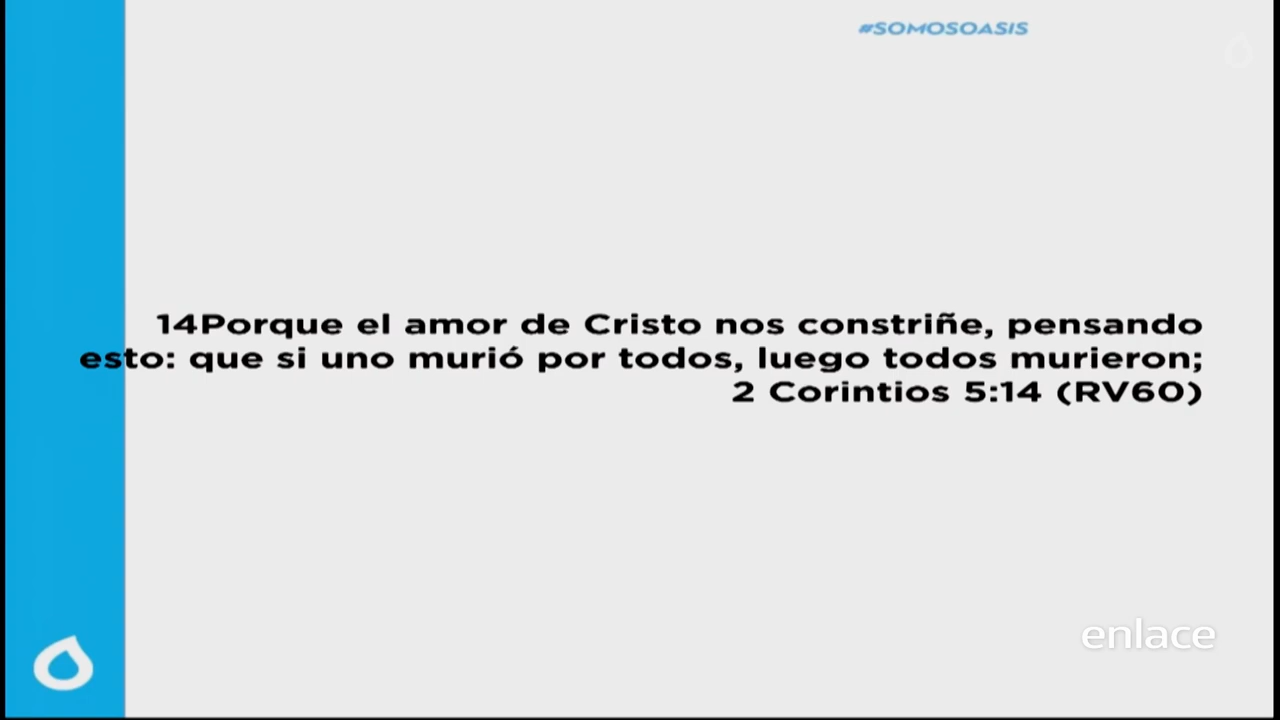 #SOMOSOASIS
14Porque el amor de Cristo nos constriñe, pensando
esto: que si uno murió por todos, luego todos murieron;
2 Corintios 5:14 (RV60)
enlace